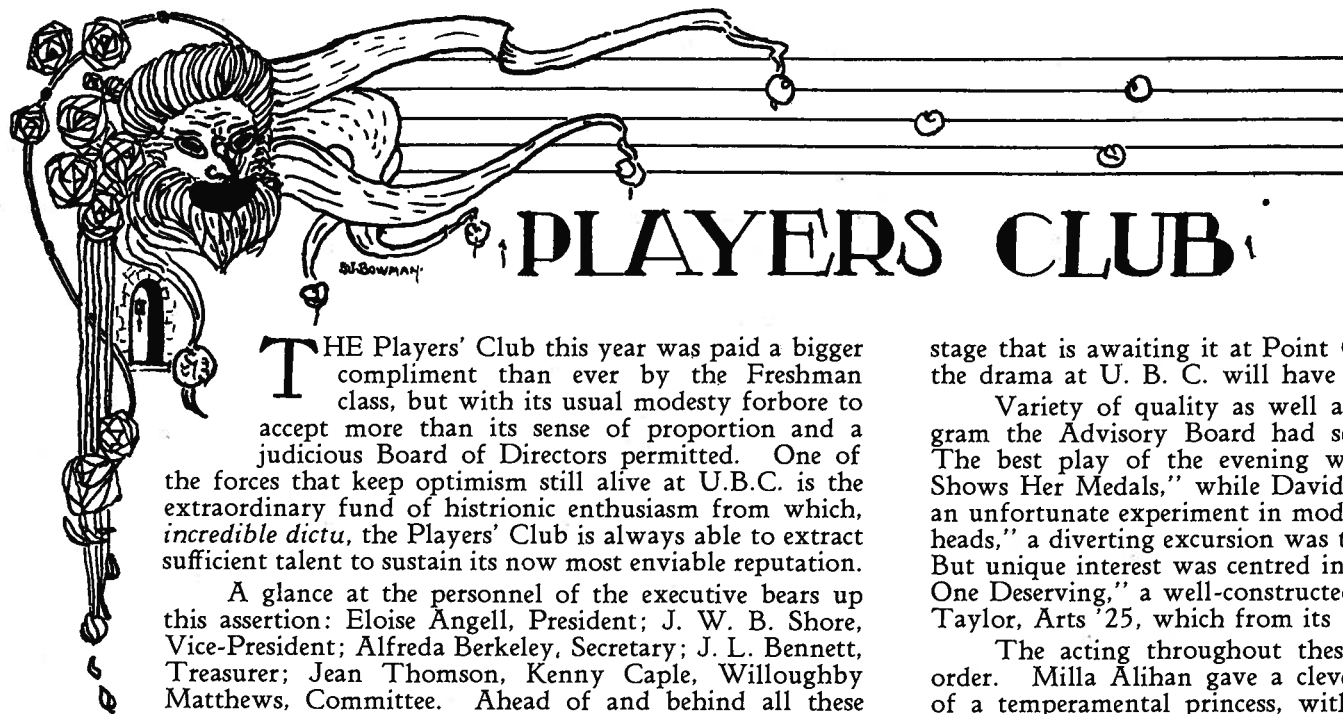 PLAYERS CLUB
B.J. BOWMAN.
THE Players' Club this year was paid a bigger
compliment than ever by the Freshman
class, but with its usual modesty forbore to
accept more than its sense of proportion and a
judicious Board of Directors permitted. One of
the forces that keep optimism still alive at U.B.C. is the
extraordinary fund of histrionic enthusiasm from which,
incredible dictu, the Players' Club is always able to extract
sufficient talent to sustain its now most enviable reputation.
A glance at the personnel of the executive bears up
this assertion: Eloise Angell, President; J. W. B. Shore,
Vice-President; Alfreda Berkeley, Secretary; J. L. Bennett,
Treasurer; Jean Thomson, Kenny Caple, Willoughby
Matthews, Committee. Ahead of and behind all these
stage that is awaiting it at Point
the drama at U. B. C. will have
Variety of quality as well
gram the Advisory Board had
The best play of the evening
Shows Her Medals," while David
an unfortunate experiment in
heads," a diverting excursion was
But unique interest was centred
One Deserving," a
Taylor, Arts '25, which from its
The acting throughout
order. Milla Alihan gave a
of a temperamental princess,